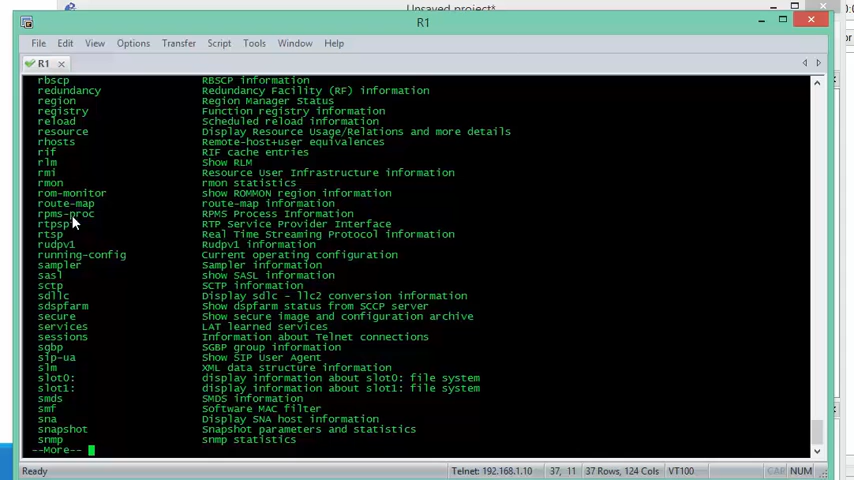 Unsaved project*
R1
File Edit View Options Transfer Script Tools Window Help
R1
rbscp RBSCP information
redundancy Redundancy Facility (RF) information
region Region Manager Status
registry Function registry information
reload Scheduled reload information
resource Display Resource Usage/Relations and more details
rhosts Remote-host+user equivalences
rif RIF cache entries
rlm Show RLM
rmi Resource User Infrastructure information
rmon rmon statistics
rom-monitor show ROMMON region information
route-map route-map information
rpms-proc RPMS Process Information
rtpspi RTP Service Provider Interface
rtsp Real Time Streaming Protocol information
rudpv1 Rudpv1 information
running-config Current operating configuration
sampler Sampler information
sasl show SASL information
sctp SCTP information
sdllc Display sdlc - llc2 conversion information
sdspfarm Show dspfarm status from SCCP server
secure Show secure image and configuration archive
services LAT learned services
sessions Information about Telnet connections
sgbp SGBP group information
sip-ua Show SIP User Agent
slm XML data structure information
slot0: display information about slot0: file system
slot1: display information about slot1: file system
smds SMDS information
smf Software MAC filter
sna Display SNA host information
snapshot Snapshot parameters and statistics
snmp snmp statistics
--More--
Ready Telnet: 192.168.1.10 37, 11 37 Rows, 124 Cols VT100 CAP NUM